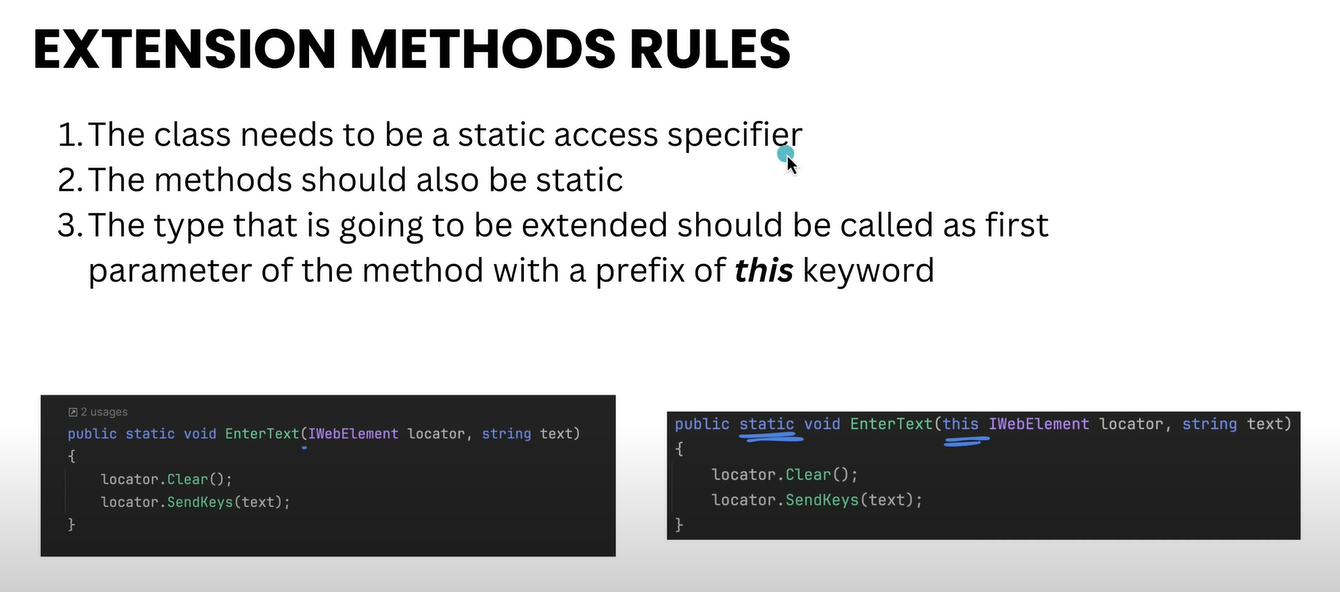 EXTENSION METHODS RULES
1. The class needs to be a static access specifier
2. The methods should also be static
3. The type that is going to be extended should be called as first
parameter of the method with a prefix of this keyword
2 usages
public static void EnterText(IWebElement locator, string text)
{
locator.Clear();
locator.SendKeys(text);
}
public static void EnterText(this IWebElement locator, string text)
{
locator.Clear();
locator.SendKeys(text);
}